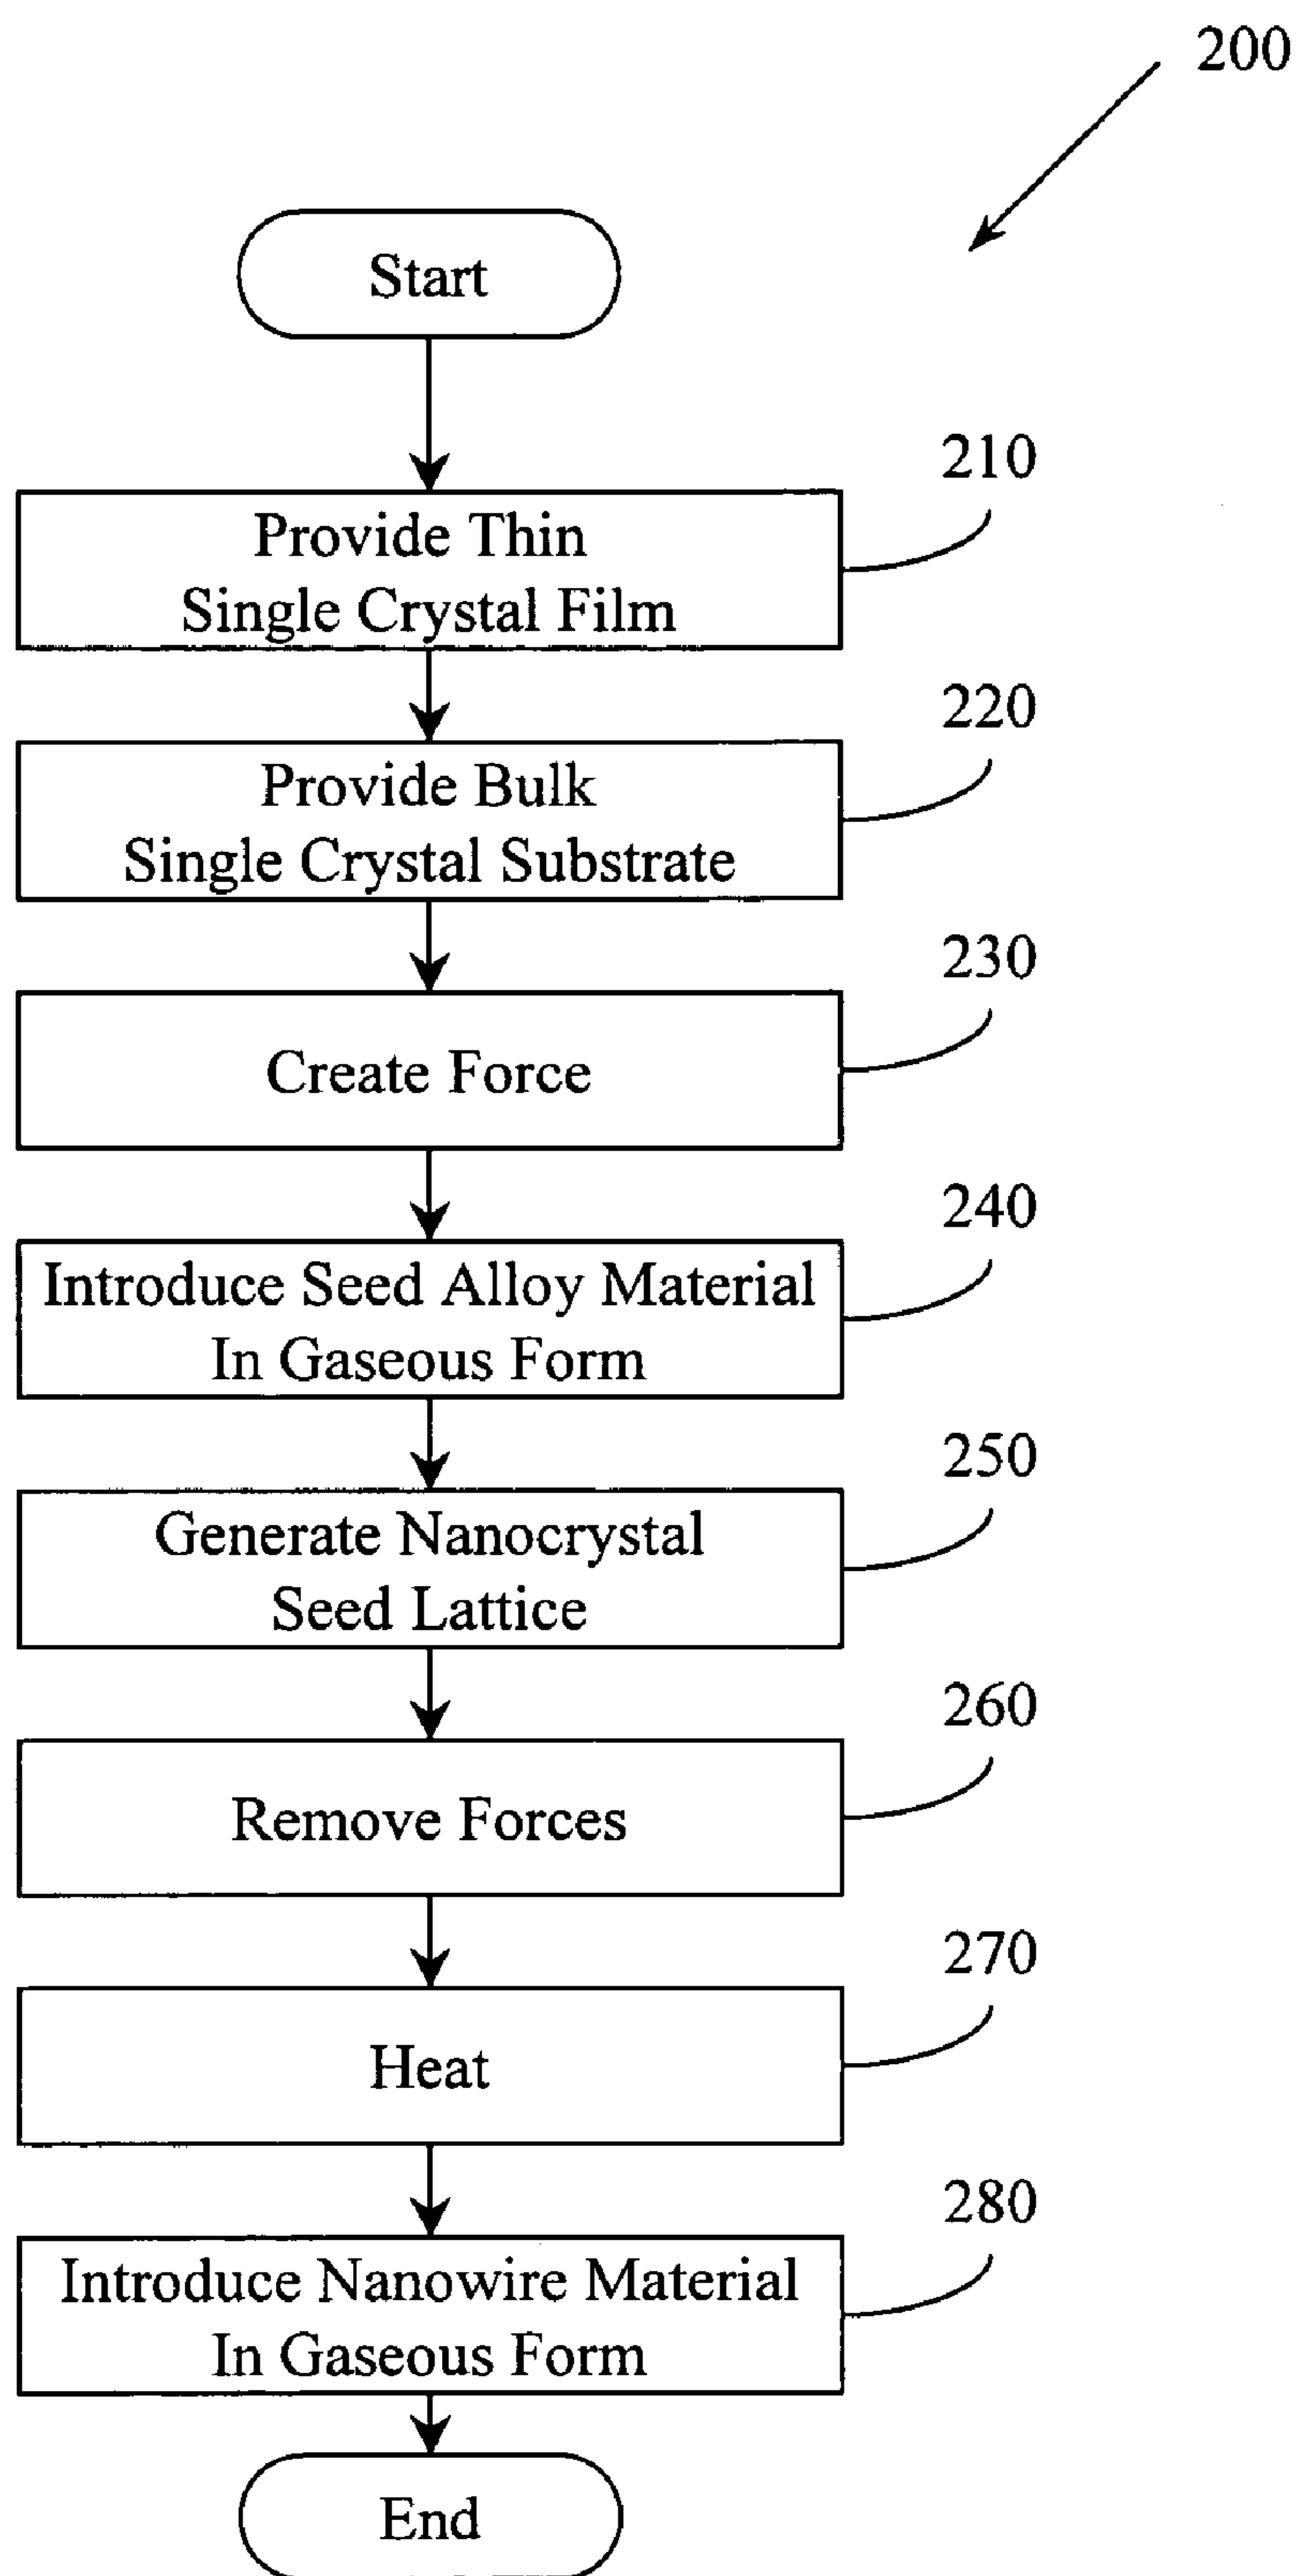 200
Start
210
Provide Thin
Single Crystal Film
220
Provide Bulk
Single Crystal Substrate
230
Create Force
240
Introduce Seed Alloy Material
In Gaseous Form
250
Generate Nanocrystal
Seed Lattice
260
Remove Forces
270
Heat
280
Introduce Nanowire Material
In Gaseous Form
End